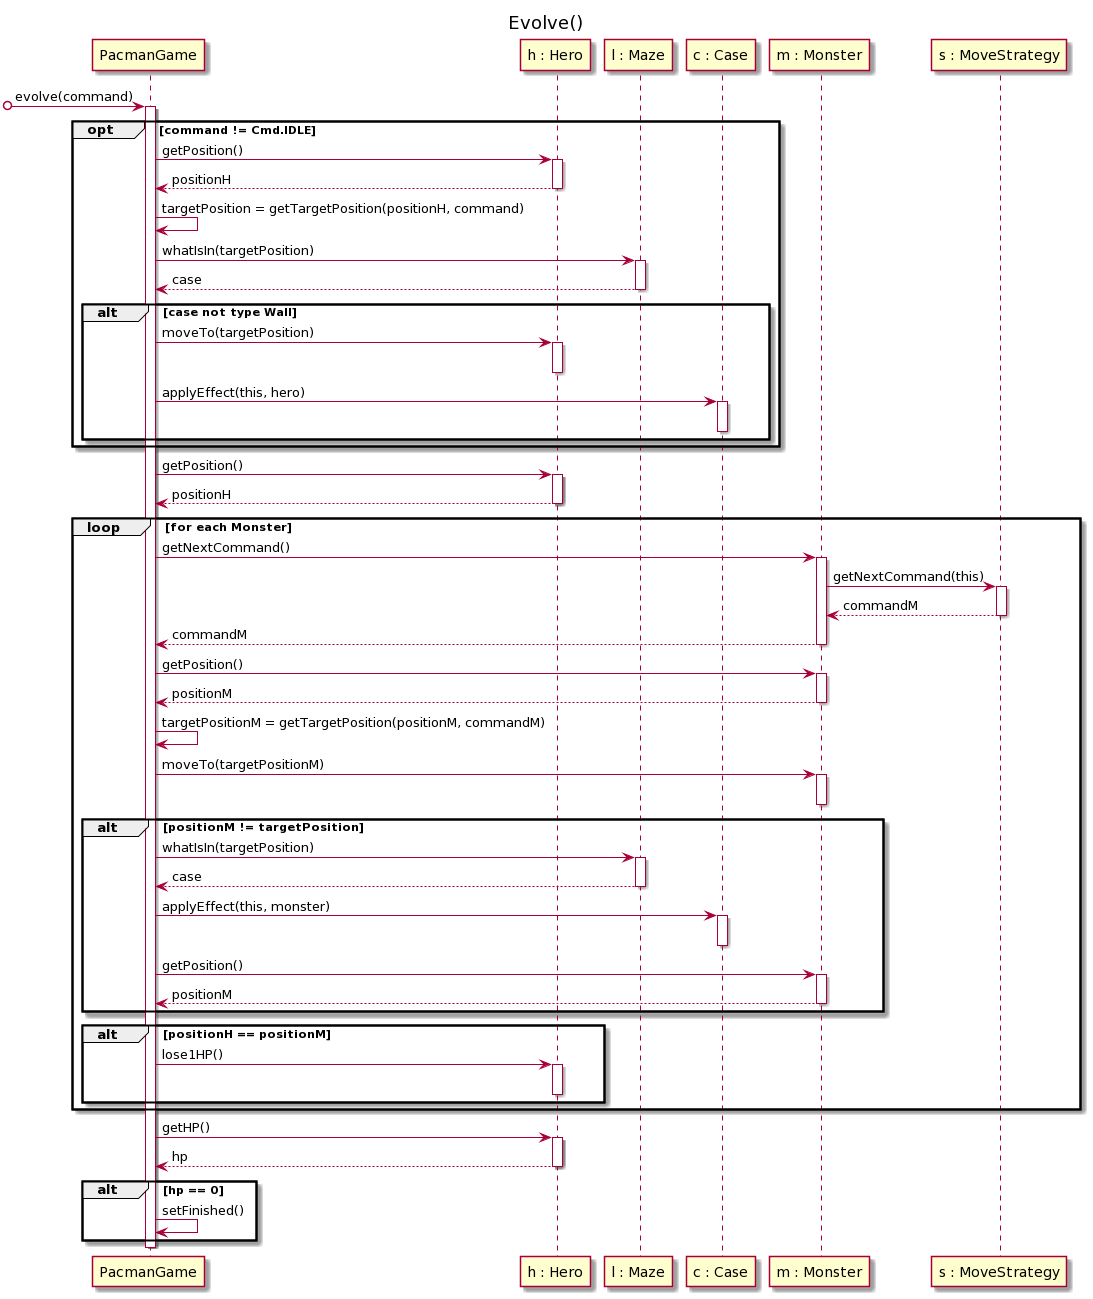 Evolve()
PacmanGame
h : Hero
l : Maze
c : Case
m : Monster
s : MoveStrategy
evolve(command)
opt [command != Cmd.IDLE]
getPosition()
positionH
targetPosition = getTargetPosition(positionH, command)
whatIsIn(targetPosition)
case
alt [case not type Wall]
moveTo(targetPosition)
applyEffect(this, hero)
getPosition()
positionH
loop [for each Monster]
getNextCommand()
getNextCommand(this)
commandM
commandM
getPosition()
positionM
targetPositionM = getTargetPosition(positionM, commandM)
moveTo(targetPositionM)
alt [positionM != targetPosition]
whatIsIn(targetPosition)
case
applyEffect(this, monster)
getPosition()
positionM
alt [positionH == positionM]
lose1HP()
getHP()
hp
alt [hp == 0]
setFinished()
PacmanGame
h : Hero
l : Maze
c : Case
m : Monster
s : MoveStrategy